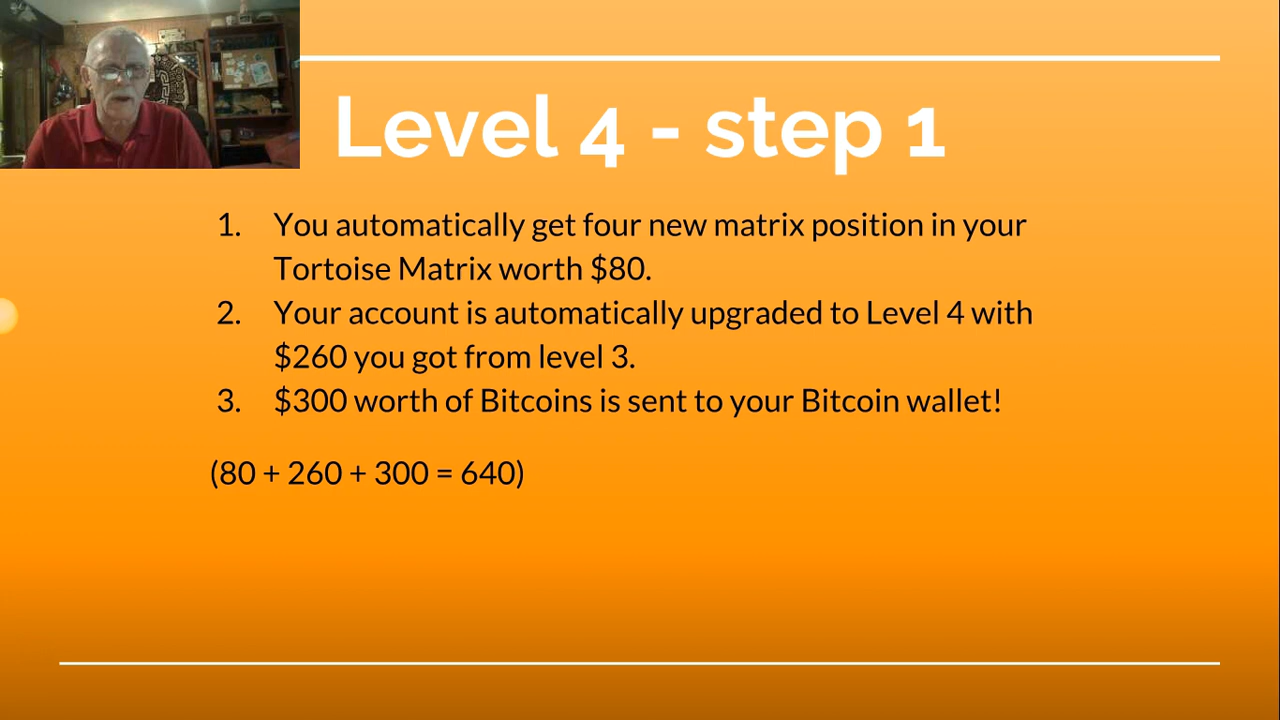 Level 4 - step 1
1. You automatically get four new matrix position in your
Tortoise Matrix worth $80.
2. Your account is automatically upgraded to Level 4 with
$260 you got from level 3.
3. $300 worth of Bitcoins is sent to your Bitcoin wallet!
(80 + 260 + 300 = 640)